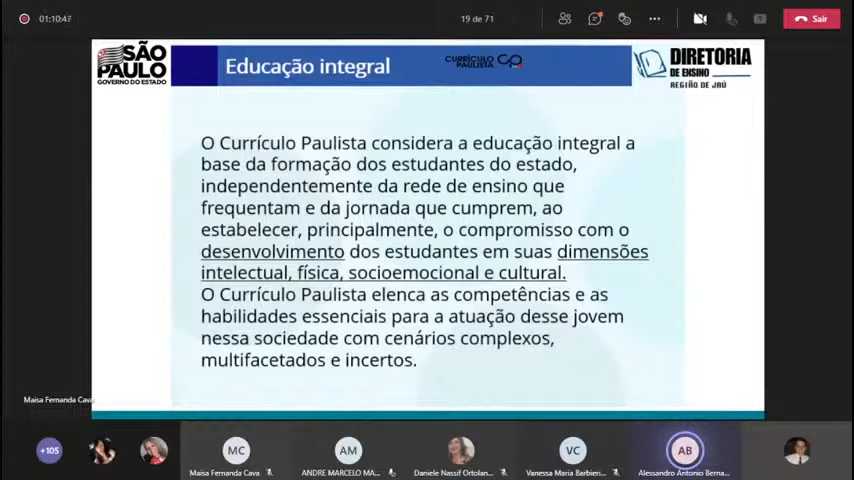 01:10:47
19 de 71
Sair
SÃO
PAULO
GOVERNO DO ESTADO
Educação integral
CURRÍCULO
PAULISTA
DIRETORIA
DE ENSINO
REGIÃO DE JAÚ
O Currículo Paulista considera a educação integral a
base da formação dos estudantes do estado,
independentemente da rede de ensino que
frequentam e da jornada que cumprem, ao
estabelecer, principalmente, o compromisso com o
desenvolvimento dos estudantes em suas dimensões
intelectual, física, socioemocional e cultural.
O Currículo Paulista elenca as competências e as
habilidades essenciais para a atuação desse jovem
nessa sociedade com cenários complexos,
multifacetados e incertos.
Maisa Fernanda Cava
+105
MC
AM
VC
AB
Maisa Fernanda Cava
ANDRE MARCELO MA...
Daniele Nassif Ortolan...
Vanessa Maria Barbieri...
Alessandro Antonio Berna...